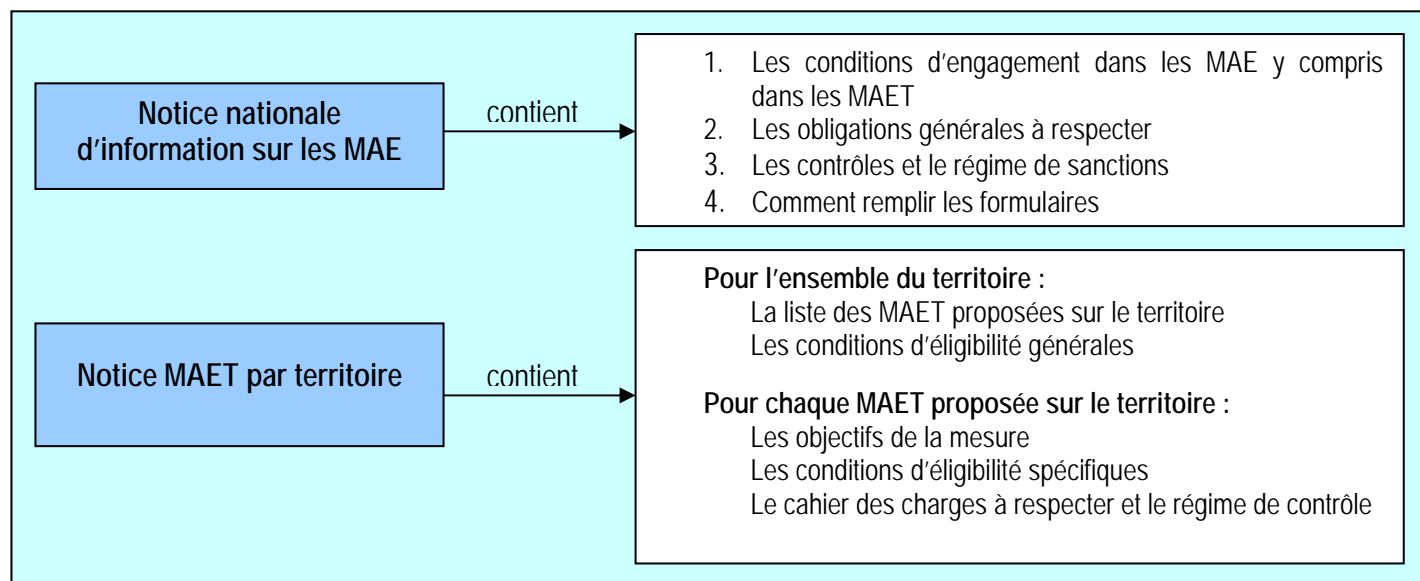 Notice nationale
d'information sur les MAE
contient
1. Les conditions d'engagement dans les MAE y compris
dans les MAET
2. Les obligations générales à respecter
3. Les contrôles et le régime de sanctions
4. Comment remplir les formulaires
Notice MAET par territoire
contient
Pour l'ensemble du territoire :
La liste des MAET proposées sur le territoire
Les conditions d'éligibilité générales
Pour chaque MAET proposée sur le territoire :
Les objectifs de la mesure
Les conditions d'éligibilité spécifiques
Le cahier des charges à respecter et le régime de contrôle